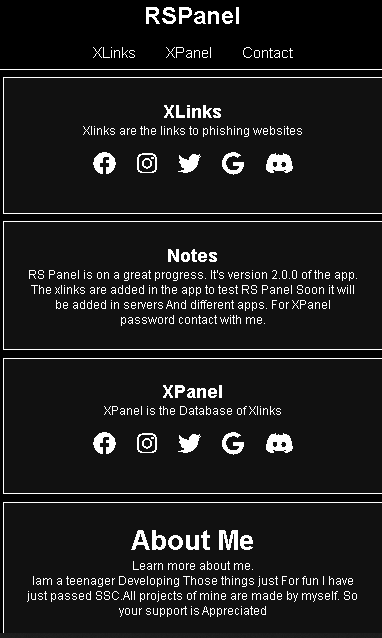 RSPanel
XLinks XPanel Contact
XLinks
Xlinks are the links to phishing websites
Notes
RS Panel is on a great progress. It's version 2.0.0 of the app.
The xlinks are added in the app to test RS Panel Soon it will
be added in servers And different apps. For XPanel
password contact with me.
XPanel
XPanel is the Database of Xlinks
About Me
Learn more about me.
Iam a teenager Developing Those things just For fun I have
just passed SSC.All projects of mine are made by myself. So
your support is Appreciated